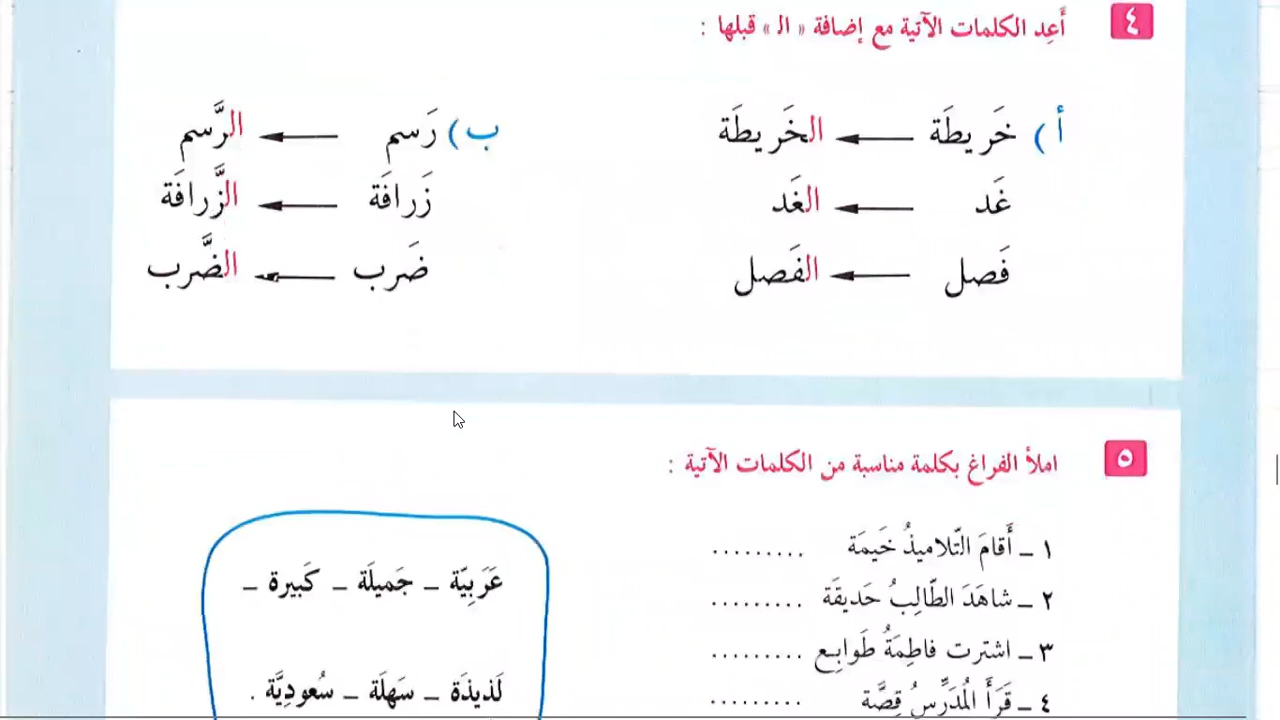 ٤ أَعِد الكلمات الآتية مع إضافة « الـ » قبلها :
أ ) خَريطَة ← الخَريطَة
غَد ← الغَد
فَصل ← الفَصل
ب) رَسم ← الرَّسم
زَرافَة ← الزَّرافَة
ضَرب ← الضَّرب
٥ املأ الفراغ بكلمة مناسبة من الكلمات الآتية :
١ ـ أَقامَ التّلاميذُ خَيمَة .........
٢ ـ شاهَدَ الطّالِبُ حَديقَة .........
٣ ـ اشترت فاطِمَةُ طَوابِـع .........
٤ ـ قَرَأَ المُدَرِّسُ قِصَّة .........
عَرَبِيّة ـ جَميلَة ـ كَبيرة ـ
لَذيذَة ـ سَهلَة ـ سُعودِيَّة .